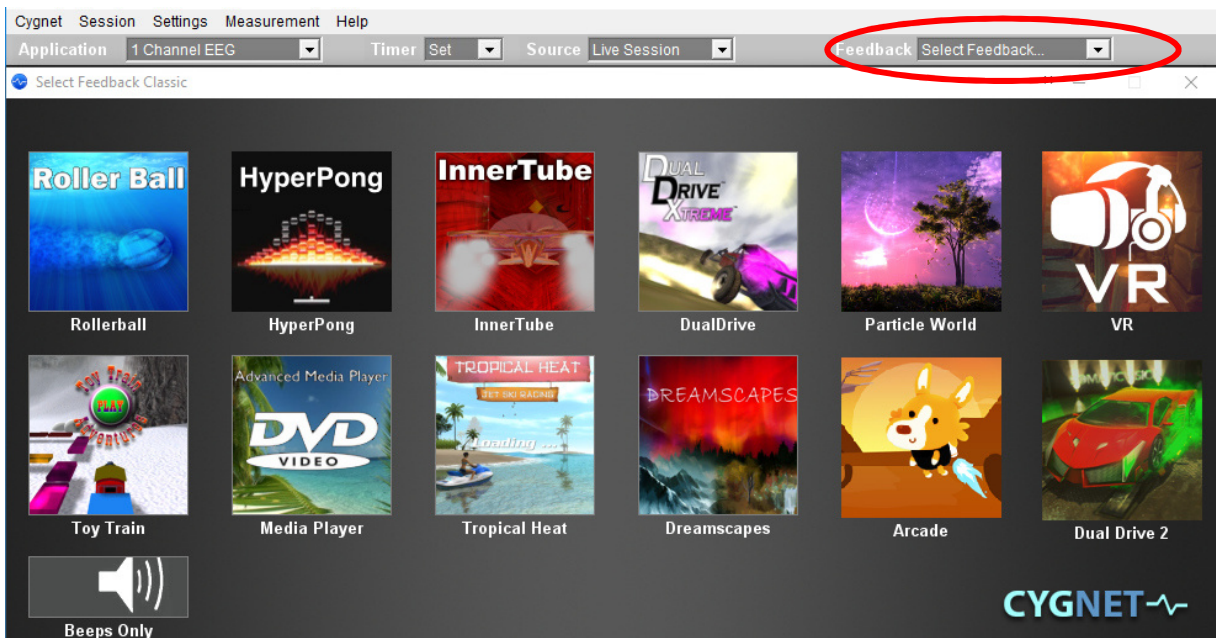 Cygnet Session Settings Measurement Help
Application 1 Channel EEG Timer Set Source Live Session Feedback Select Feedback...
Select Feedback Classic
Roller Ball
HyperPong
InnerTube
DUAL
DRIVE
XTREME
VR
Rollerball HyperPong InnerTube DualDrive Particle World VR
Toy Train
PLAY
Adventures
Advanced Media Player
DVD
VIDEO
TROPICAL HEAT
JET SKI RACING
Loading ...
DREAMSCAPES
Toy Train Media Player Tropical Heat Dreamscapes Arcade Dual Drive 2
Beeps Only
CYGNET